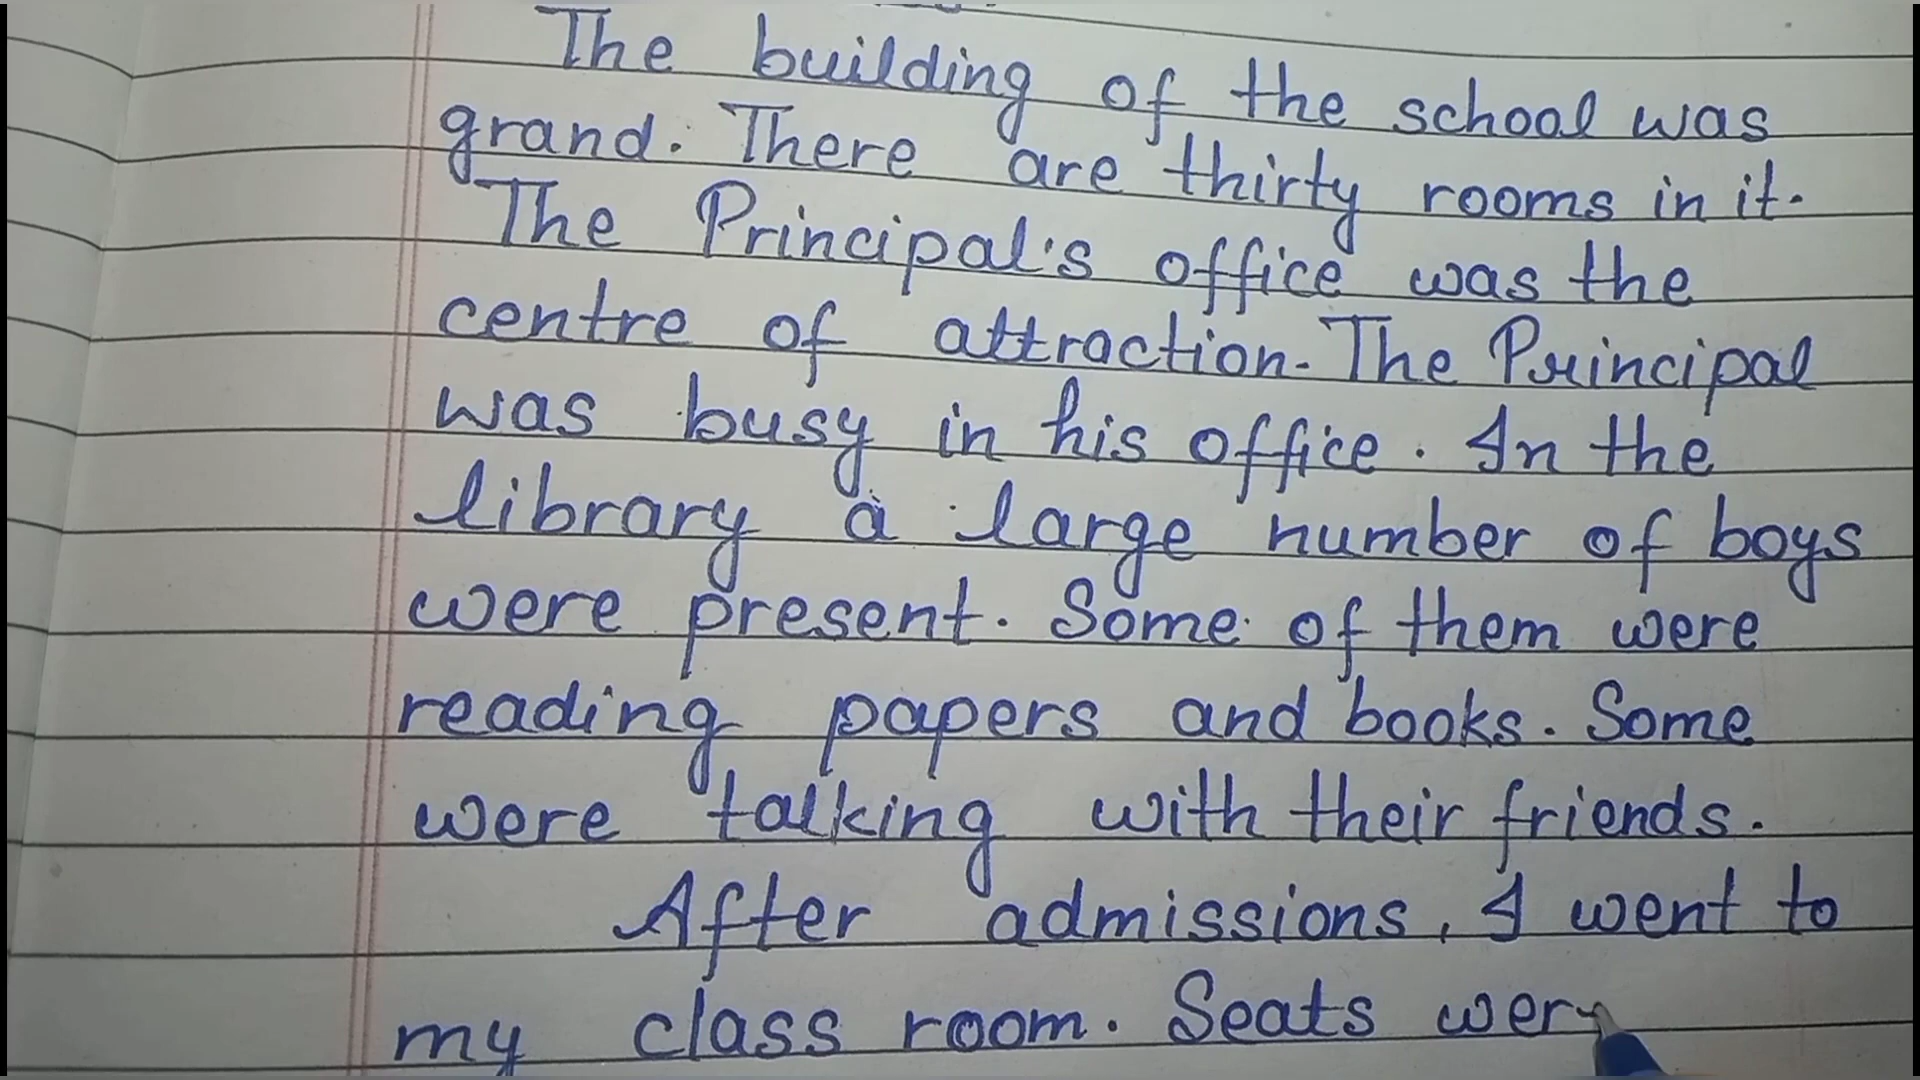 The building of the school was
grand. There are thirty rooms in it.
The Principal's office was the
centre of attraction. The Principal
was busy in his office. In the
library a large number of boys
were present. Some of them were
reading papers and books. Some
were talking with their friends.
After admissions, I went to
my class room. Seats wer